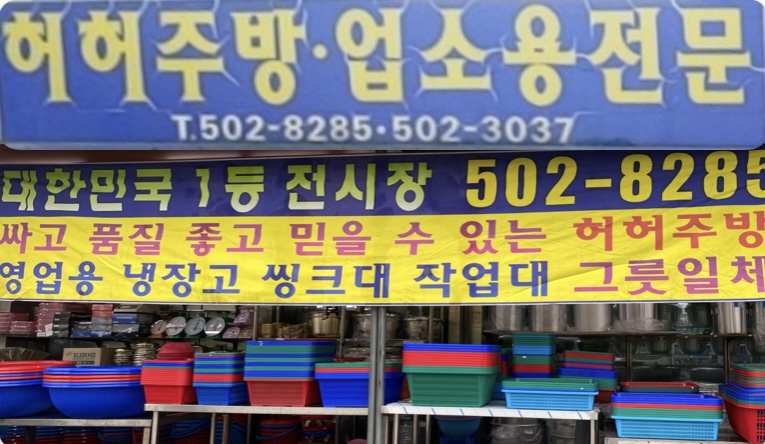 허허주방·업소용전문
T.502-8285·502-3037
대한민국 1등 전시장 502-8285
싸고 품질 좋고 믿을 수 있는 허허주방
영업용 냉장고 씽크대 작업대 그릇일체